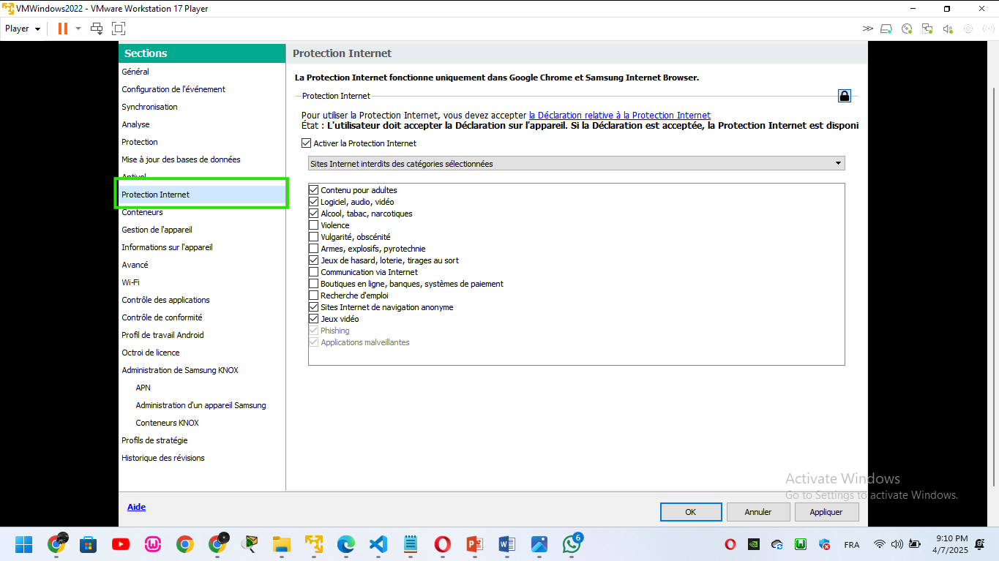 VMWindows2022 - VMware Workstation 17 Player
Player
Sections
Protection Internet
Général
Configuration de l'événement
Synchronisation
Analyse
Protection
Mise à jour des bases de données
Antivol
Protection Internet
Conteneurs
Gestion de l'appareil
Informations sur l'appareil
Avancé
Wi-Fi
Contrôle des applications
Contrôle de conformité
Profil de travail Android
Octroi de licence
Administration de Samsung KNOX
APN
Administration d'un appareil Samsung
Conteneurs KNOX
Profils de stratégie
Historique des révisions
La Protection Internet fonctionne uniquement dans Google Chrome et Samsung Internet Browser.
Protection Internet
Pour utiliser la Protection Internet, vous devez accepter la Déclaration relative à la Protection Internet
État : L'utilisateur doit accepter la Déclaration sur l'appareil. Si la Déclaration est acceptée, la Protection Internet est disponi
Activer la Protection Internet
Sites Internet interdits des catégories sélectionnées
Contenu pour adultes
Logiciel, audio, vidéo
Alcool, tabac, narcotiques
Violence
Vulgarité, obscénité
Armes, explosifs, pyrotechnie
Jeux de hasard, loterie, tirages au sort
Communication via Internet
Boutiques en ligne, banques, systèmes de paiement
Recherche d'emploi
Sites Internet de navigation anonyme
Jeux vidéo
Phishing
Applications malveillantes
Activate Windows
Go to Settings to activate Windows.
Aide
OK
Annuler
Appliquer
6
FRA
9:10 PM
4/7/2025